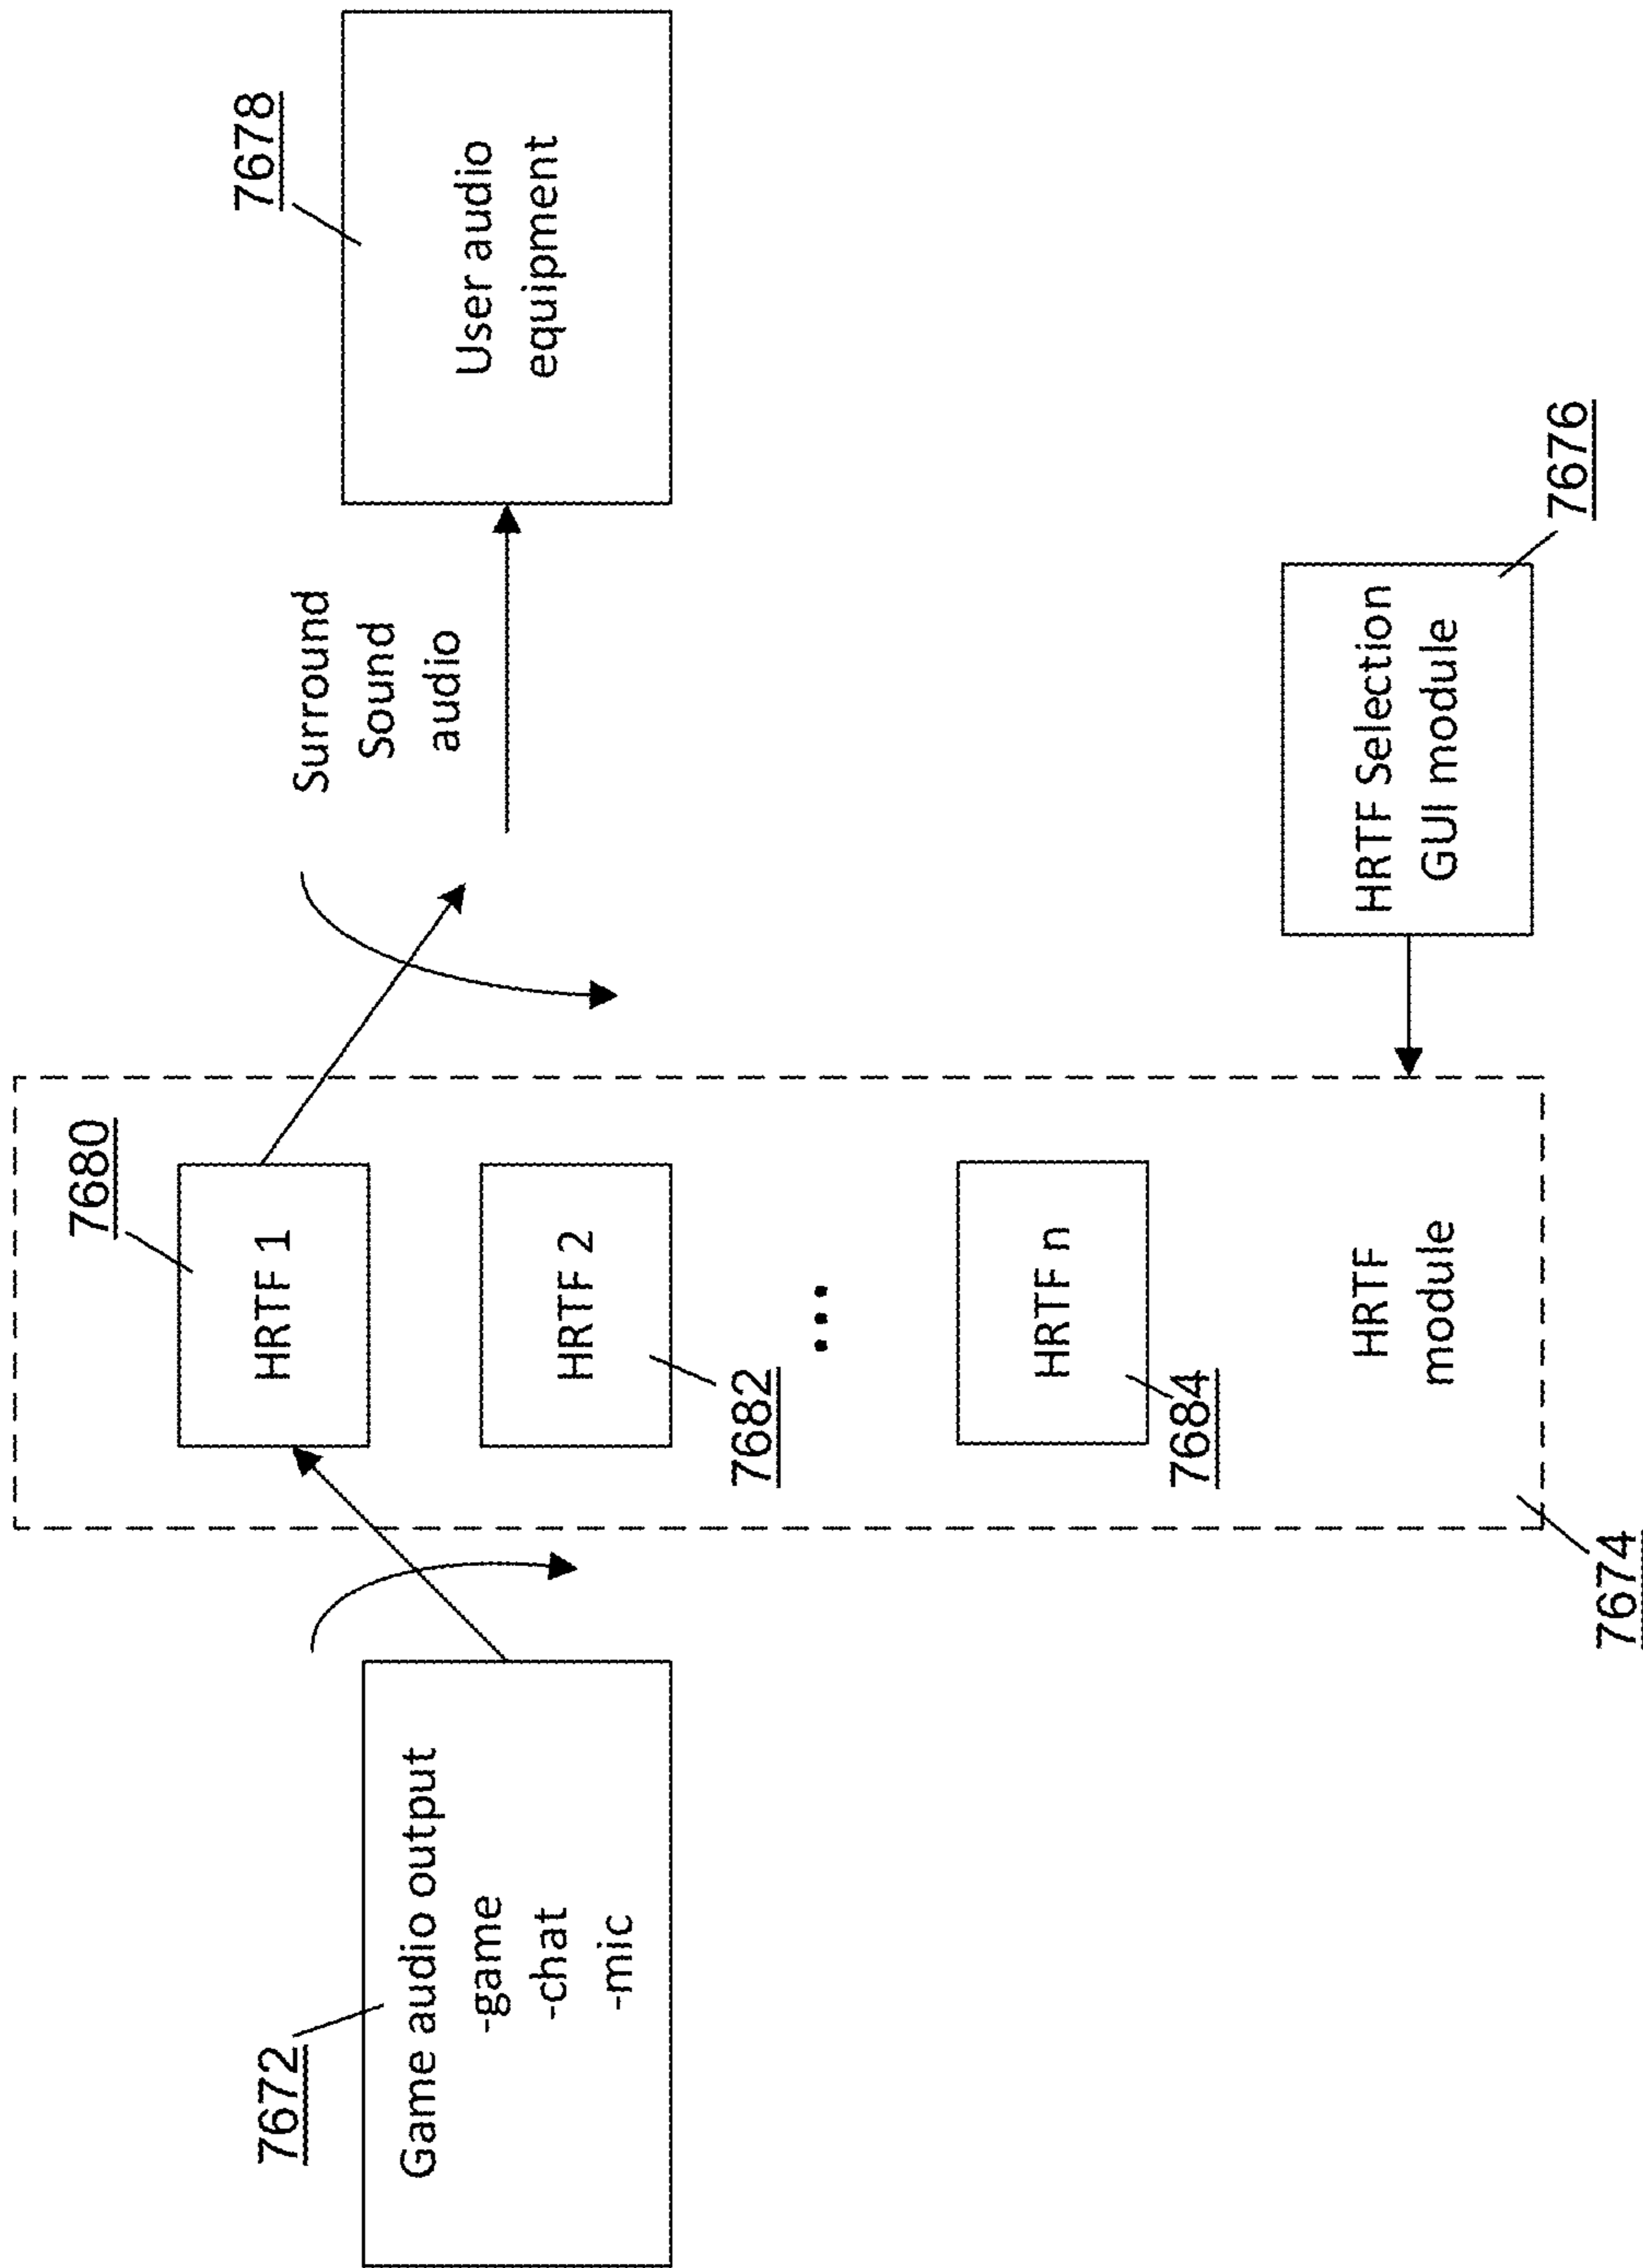 7672
Game audio output
-game
-chat
-mic
7680
HRTF 1
HRTF 2
7682
...
HRTF n
7684
HRTF
module
7674
Surround
Sound
audio
7678
User audio
equipment
HRTF Selection
GUI module
7676